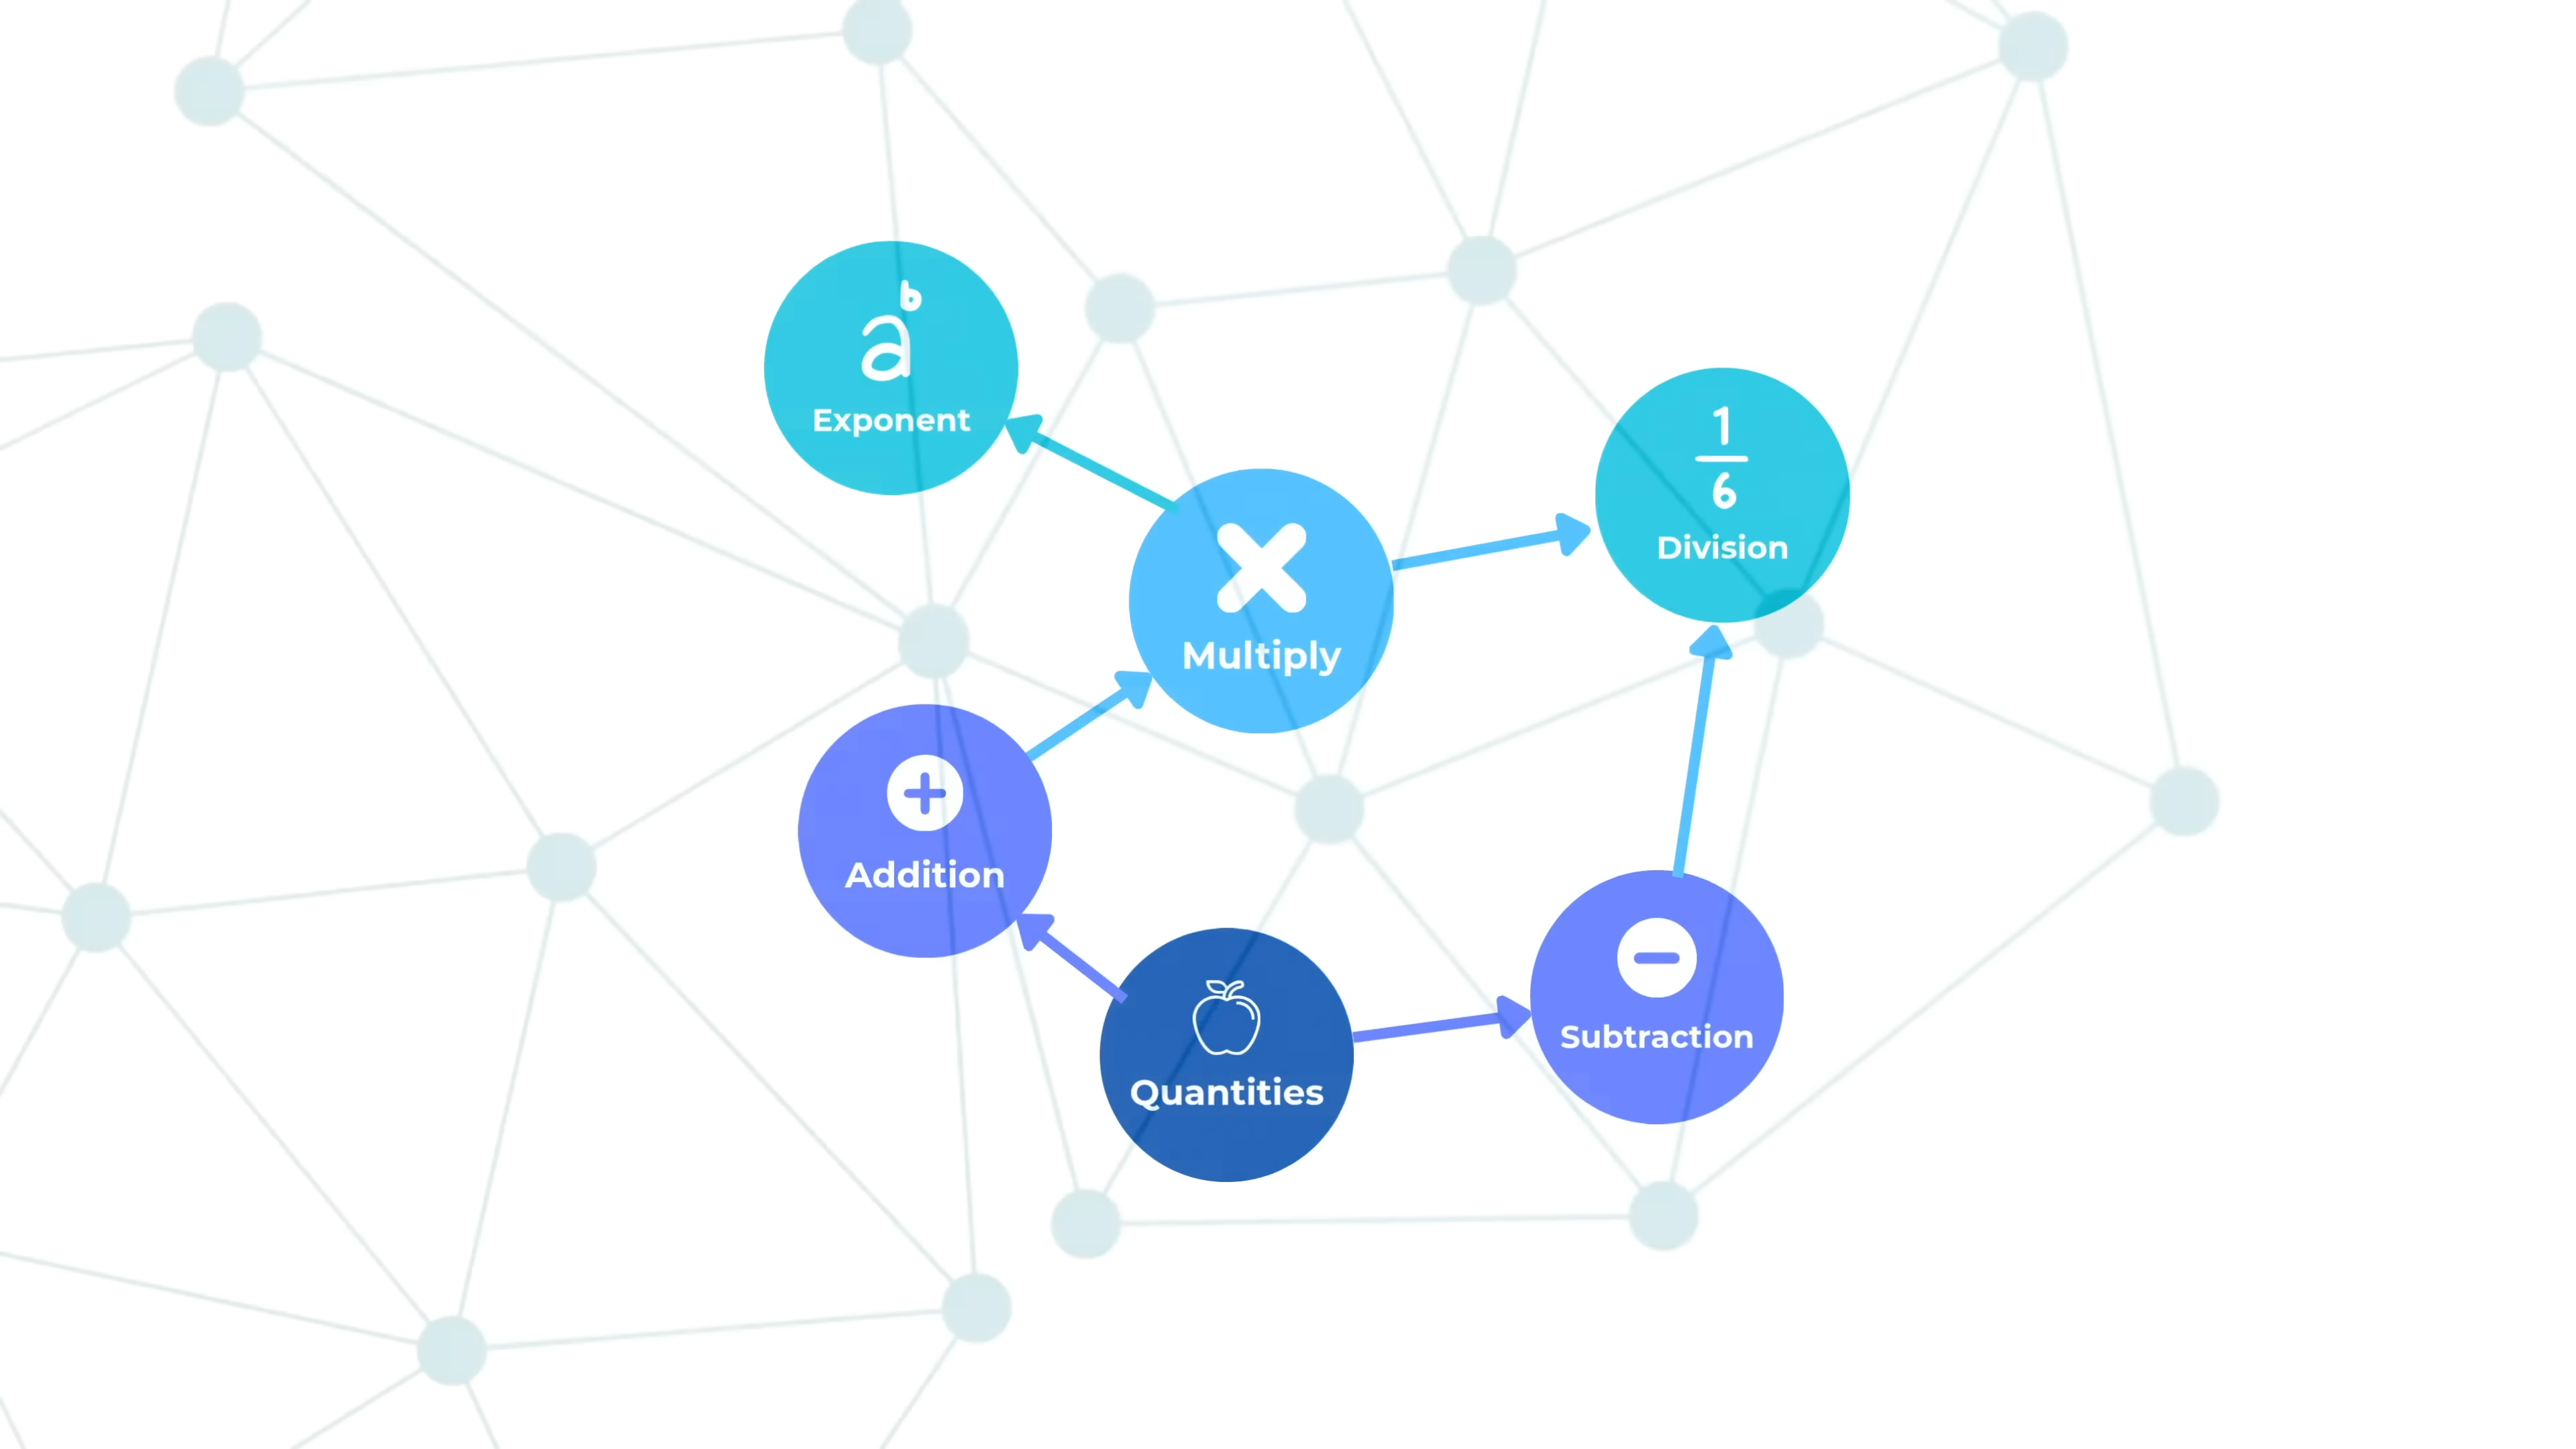 a^b
Exponent
1
6
Division
Multiply
Addition
Quantities
Subtraction